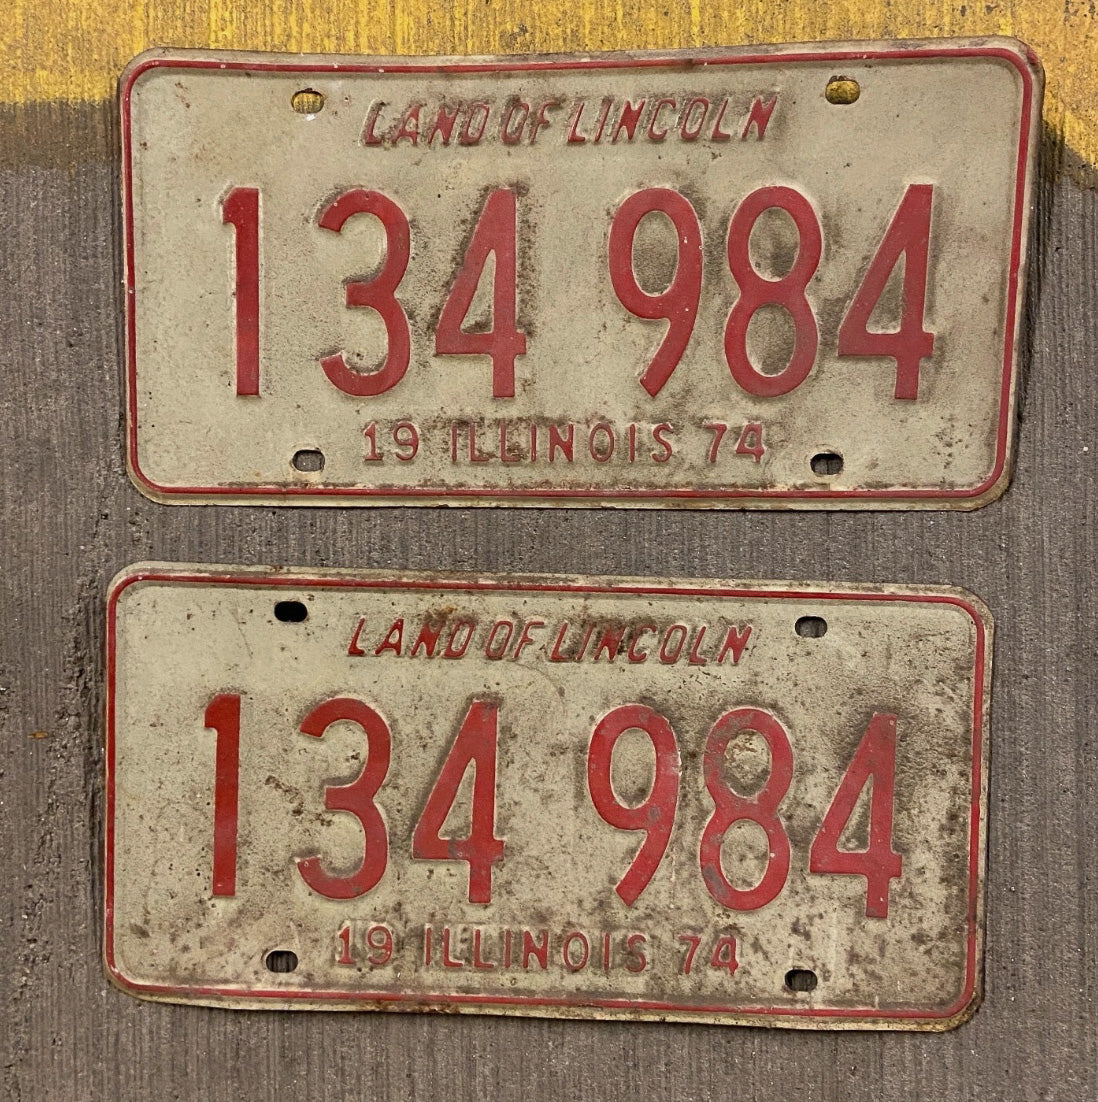 LAND OF LINCOLN
134 984
19 ILLINOIS 74
LAND OF LINCOLN
134 984
19 ILLINOIS 74